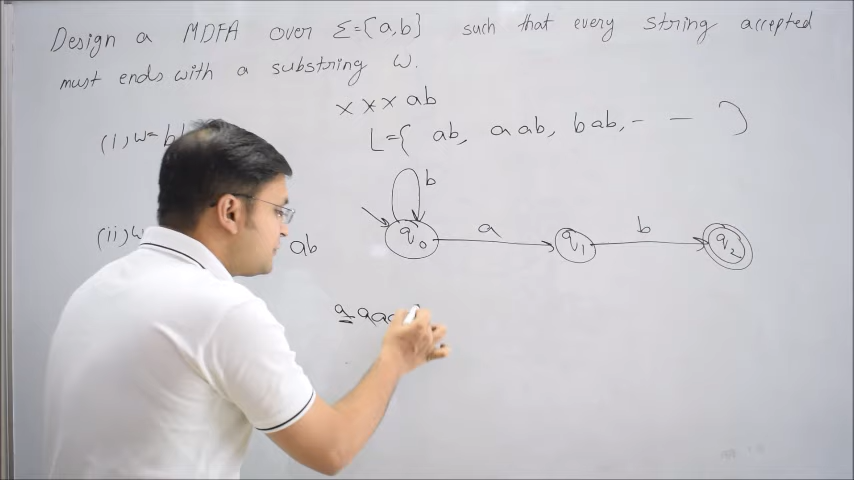 Design a MDFA over Σ={a,b} such that every string accepted
must ends with a substring w.
x x x ab
(i) w=
L={ ab, aab, bab, - - }
b
q0 a q1 b q2
(ii) w
ab
a a a